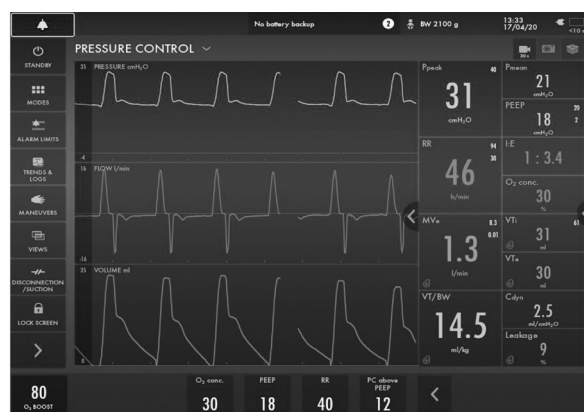 No battery backup
2
BW 2100 g
13:33
17/04/20
STANDBY
MODES
ALARM LIMITS
TRENDS &
LOGS
MANEUVERS
VIEWS
DISCONNECTION
/SUCTION
LOCK SCREEN
80
O₂ BOOST
PRESSURE CONTROL
30 s
35 PRESSURE cmH₂O
-4
16 FLOW l/min
-16
35 VOLUME ml
0
Ppeak 40
31
cmH₂O
Pmean
21
cmH₂O
PEEP 20
2
18
cmH₂O
RR 94
30
46
b/min
I:E
1 : 3.4
O₂ conc.
30
%
MVe 8.3
0.01
1.3
l/min
VTi 61
31
ml
VTe
30
ml
VT/BW
14.5
ml/kg
Cdyn
2.5
ml/cmH₂O
Leakage
9
%
O₂ conc.
30
PEEP
18
RR
40
PC above
PEEP
12